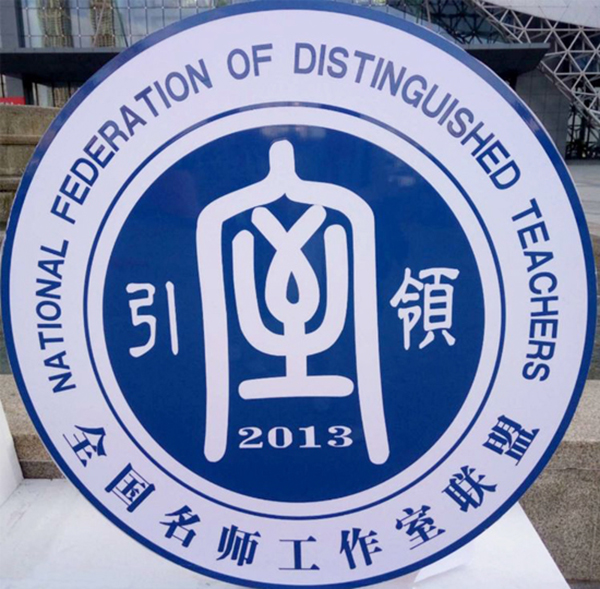 NATIONAL FEDERATION OF DISTINGUISHED TEACHERS
引 領
2013
全国名师工作室联盟